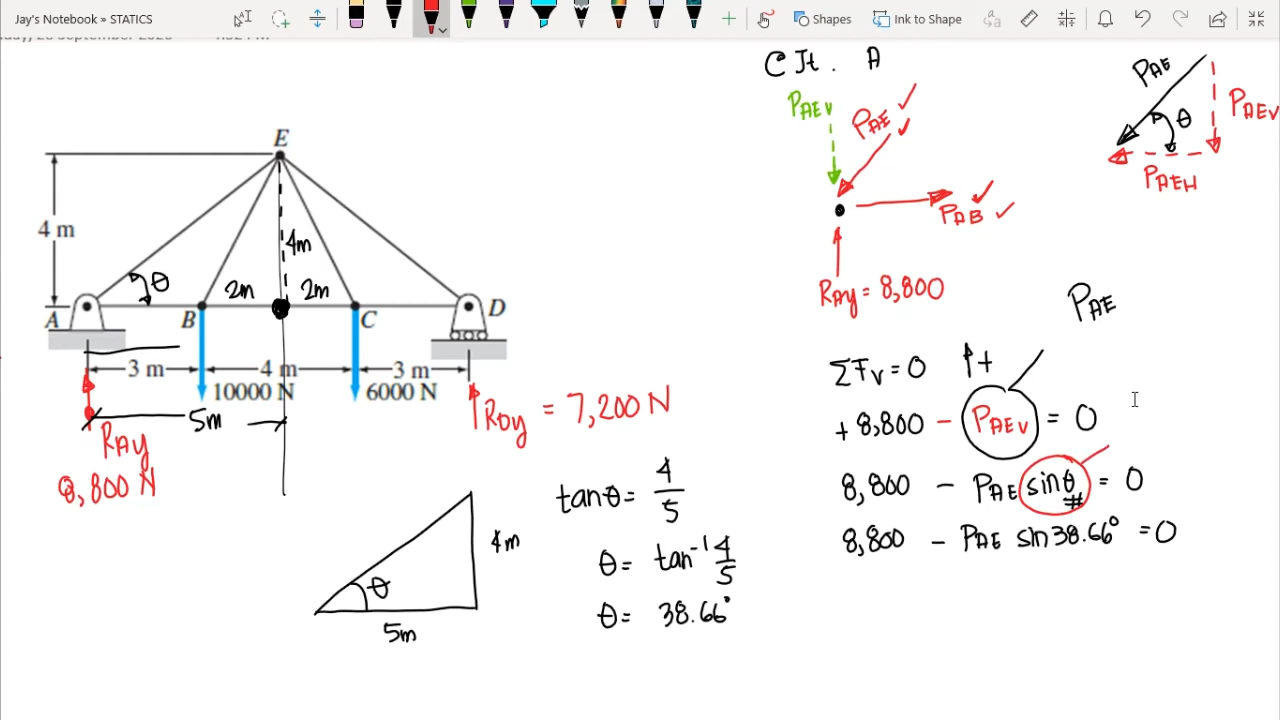 Jay's Notebook » STATICS
Shapes
Ink to Shape
E
4 m
4m
θ
2m
2m
A
B
C
D
3 m
4 m
3 m
10000 N
6000 N
5m
RAy
8,800 N
RDy = 7,200 N
θ
4m
5m
tanθ = 4/5
θ = tan⁻¹ 4/5
θ = 38.66°
@ Jt. A
PAEV
PAE
PAB
RAy = 8,800
PAE
PAEV
θ
PAEH
PAE
ΣFV = 0 ↑+
+ 8,800 - PAEV = 0
8,800 - PAE sinθ = 0
#
8,800 - PAE sin38.66° = 0